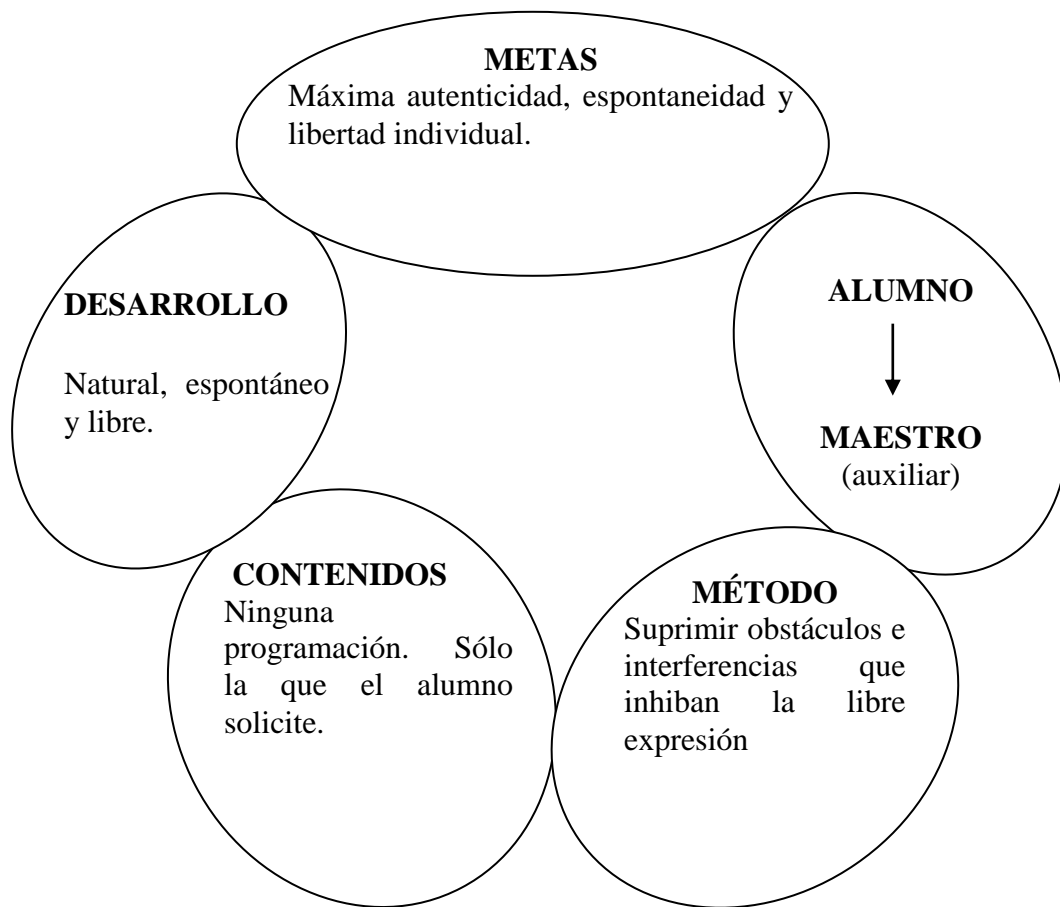 METAS
Máxima autenticidad, espontaneidad y
libertad individual.
DESARROLLO
Natural, espontáneo
y libre.
ALUMNO
MAESTRO
(auxiliar)
CONTENIDOS
Ninguna
programación. Sólo
la que el alumno
solicite.
MÉTODO
Suprimir obstáculos e
interferencias que
inhiban la libre
expresión